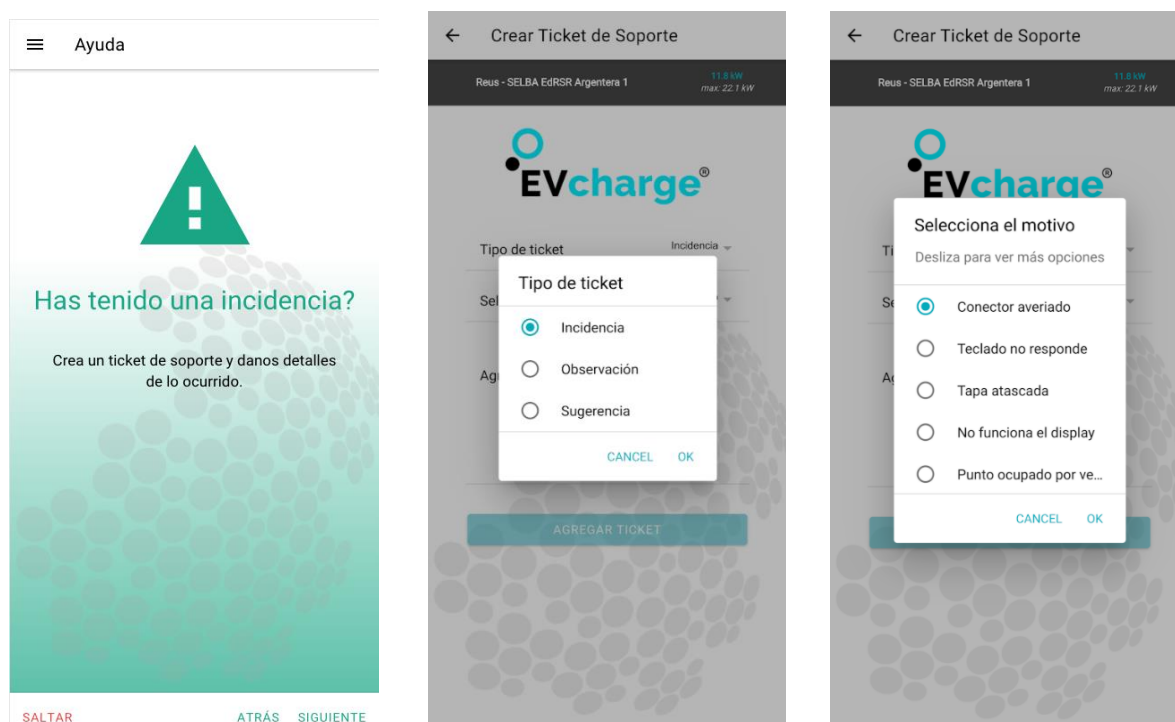 Ayuda
Has tenido una incidencia?
Crea un ticket de soporte y danos detalles
de lo ocurrido.
SALTAR
ATRÁS
SIGUIENTE
Crear Ticket de Soporte
Reus - SELBA EdRSR Argentera 1
11.8 kW
max: 22.1 kW
EVcharge®
Tipo de ticket
Incidencia
Sel
Tipo de ticket
Incidencia
Observación
Sugerencia
CANCEL
OK
AGREGAR TICKET
Crear Ticket de Soporte
Reus - SELBA EdRSR Argentera 1
11.8 kW
max: 22.1 kW
EVcharge®
Selecciona el motivo
Desliza para ver más opciones
Conector averiado
Teclado no responde
Tapa atascada
No funciona el display
Punto ocupado por ve...
CANCEL
OK